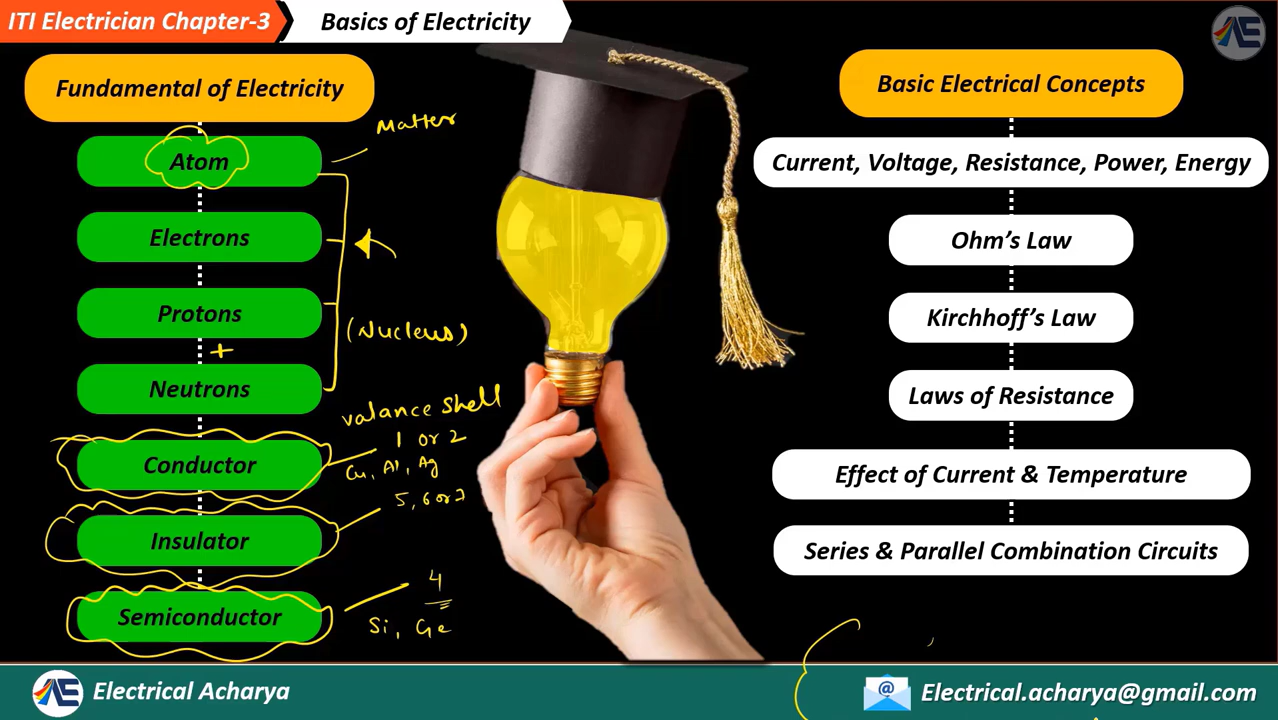 ITI Electrician Chapter-3
Basics of Electricity
Fundamental of Electricity
Atom
Matter
Electrons
Protons
(Nucleus)
+
Neutrons
valance shell
1 or 2
Conductor
Cu, Al, Ag
5, 6 or 7
Insulator
4
Semiconductor
Si, Ge
Basic Electrical Concepts
Current, Voltage, Resistance, Power, Energy
Ohm's Law
Kirchhoff's Law
Laws of Resistance
Effect of Current & Temperature
Series & Parallel Combination Circuits
AE
AE
Electrical Acharya
@
Electrical.acharya@gmail.com